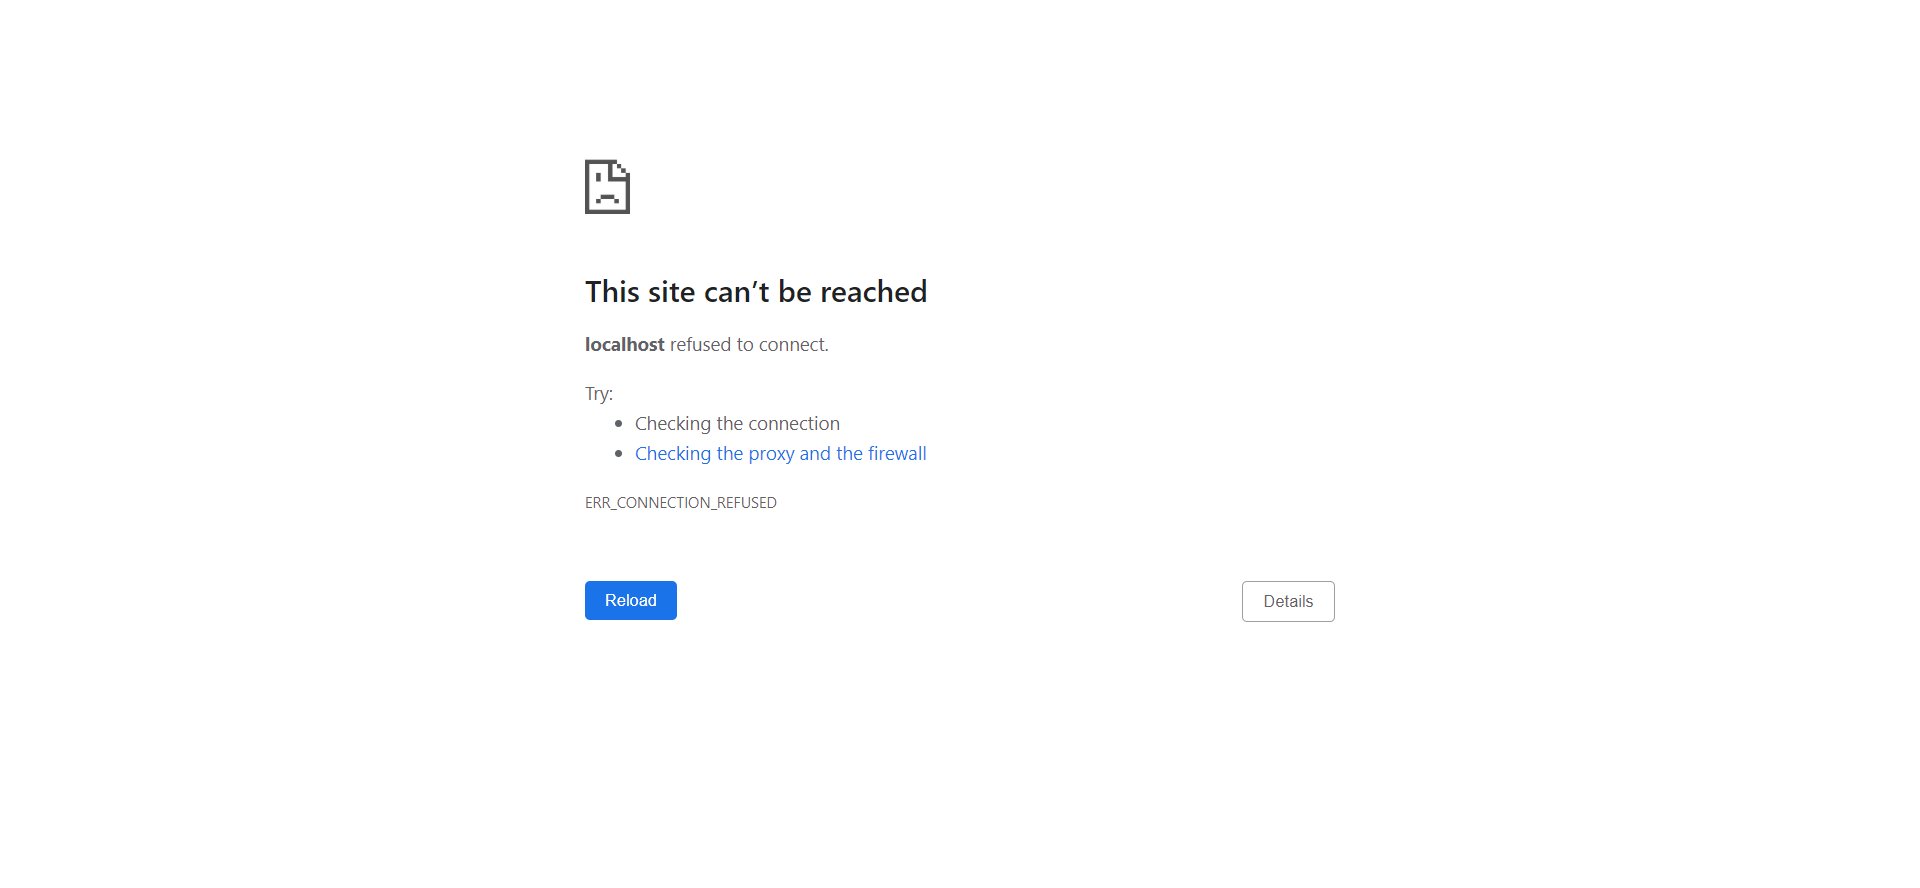 This site can’t be reached
localhost refused to connect.
Try:
Checking the connection
Checking the proxy and the firewall
ERR_CONNECTION_REFUSED
Reload
Details